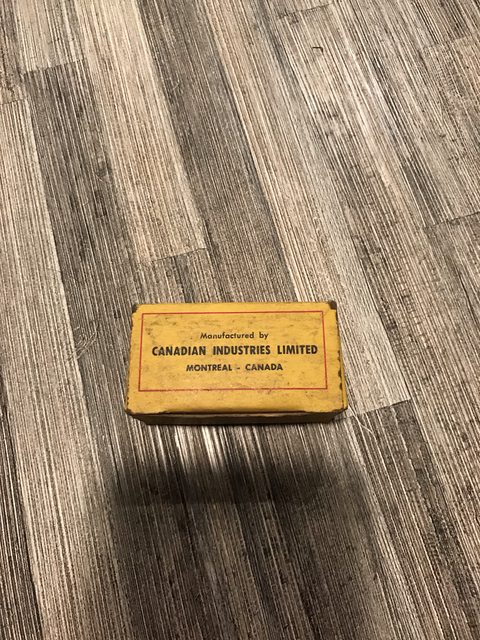 Manufactured by
CANADIAN INDUSTRIES LIMITED
MONTREAL - CANADA